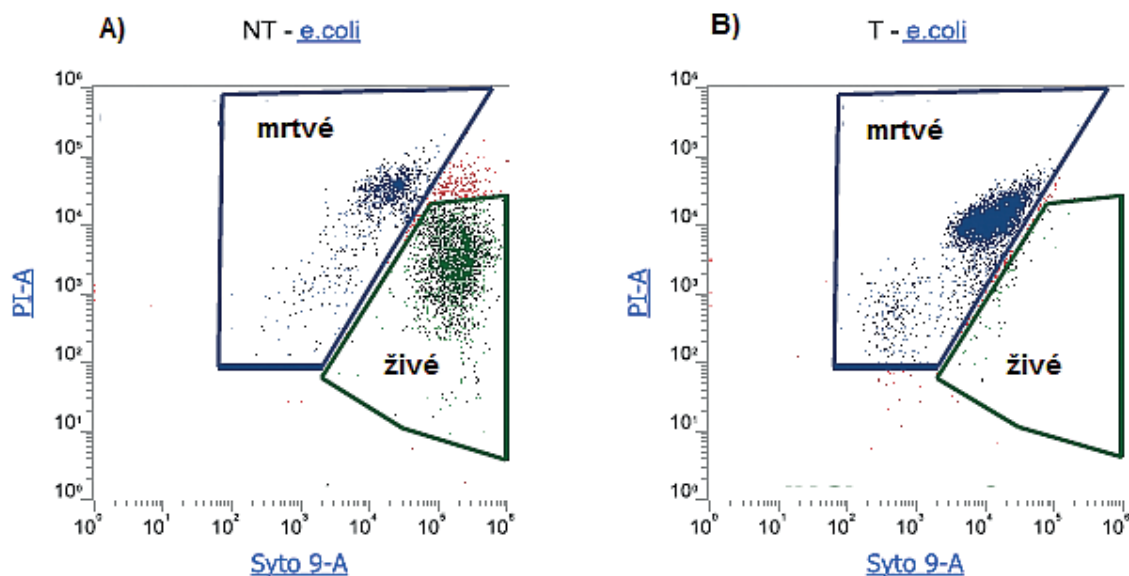 A) NT - e.coli
10⁶
10⁵
10⁴
10³
10²
10¹
10⁰
PI-A
mrtvé
živé
10⁰ 10¹ 10² 10³ 10⁴ 10⁵ 10⁶
Syto 9-A
B) T - e.coli
10⁶
10⁵
10⁴
10³
10²
10¹
10⁰
PI-A
mrtvé
živé
10⁰ 10¹ 10² 10³ 10⁴ 10⁵ 10⁶
Syto 9-A